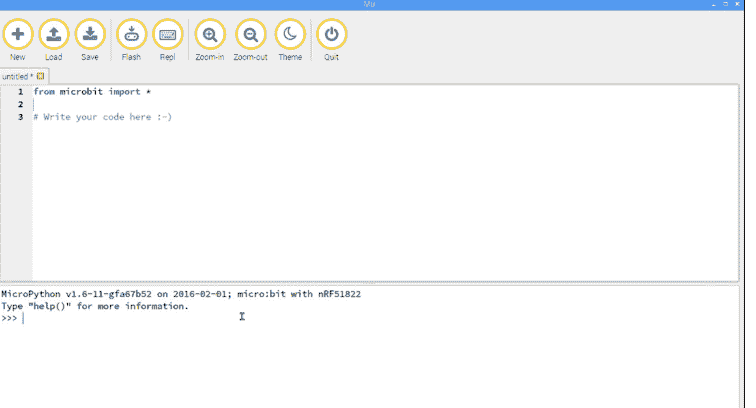 Mu
New Load Save Flash Repl Zoom-in Zoom-out Theme Quit
untitled *
1 from microbit import *
2
3 # Write your code here :-)
MicroPython v1.6-11-gfa67b52 on 2016-02-01; micro:bit with nRF51822
Type "help()" for more information.
>>>